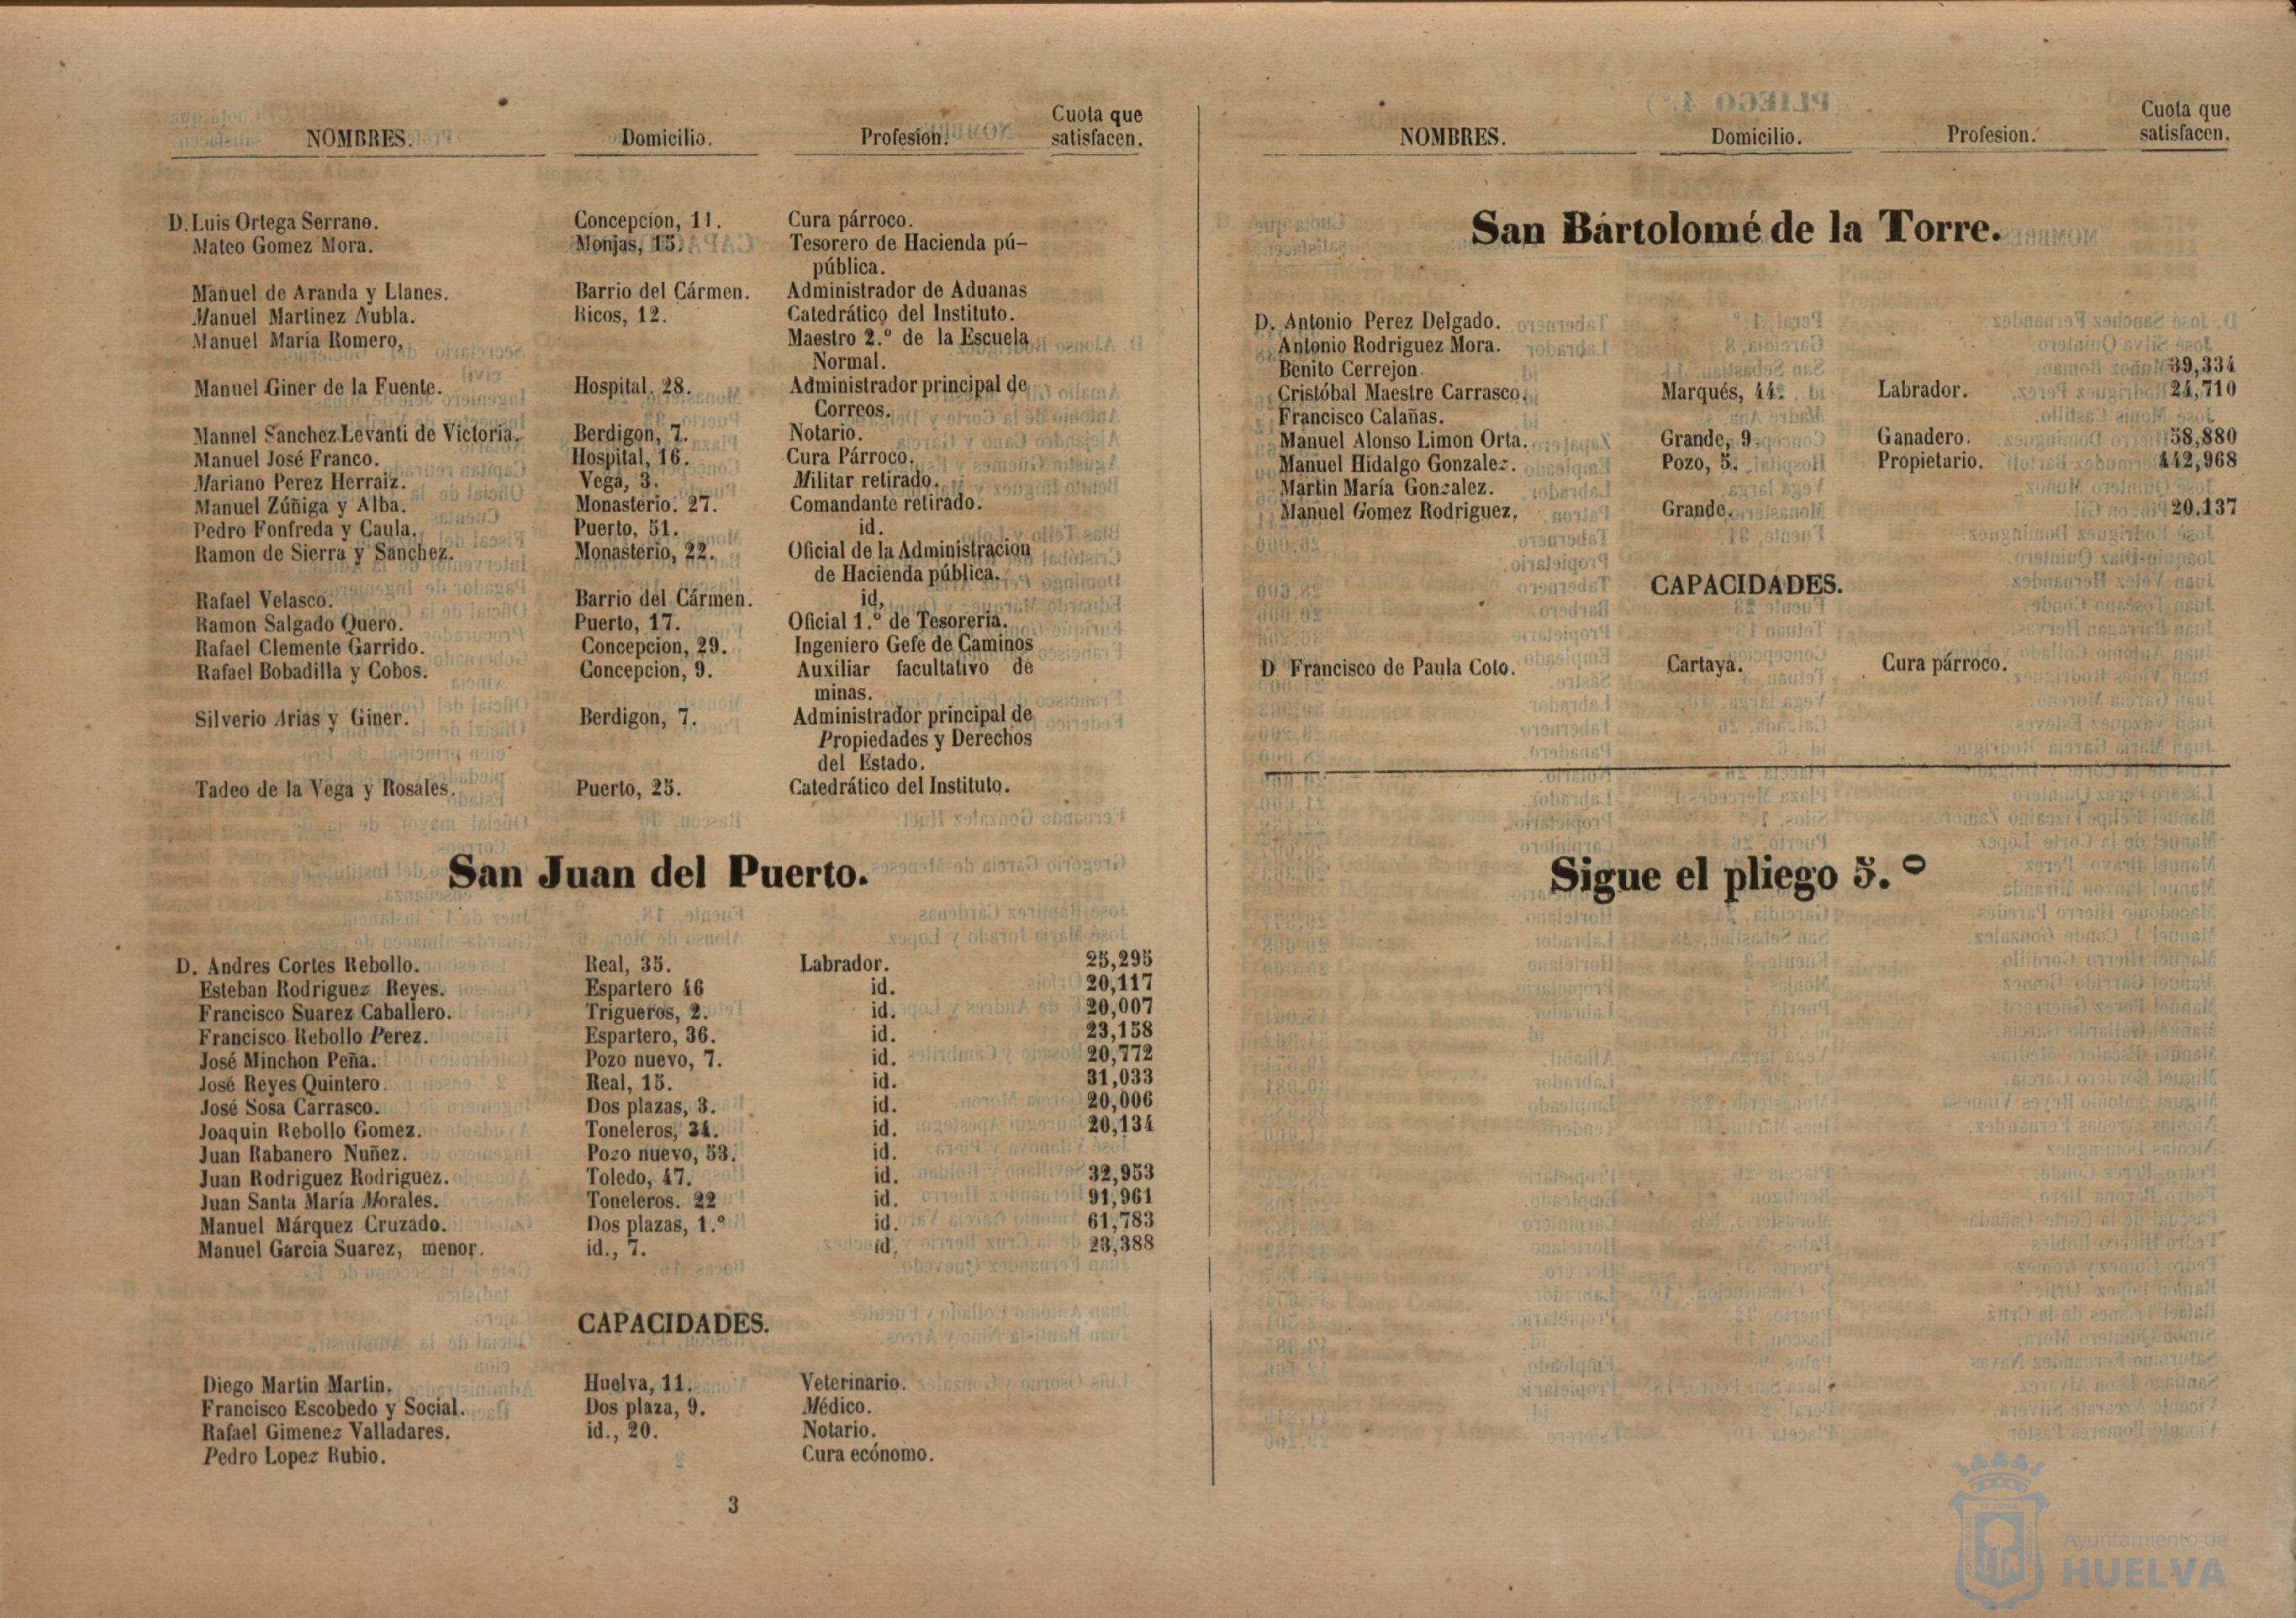 NOMBRES. Domicilio. Profesion. Cuota que satisfacen.
D. Luis Ortega Serrano. Concepcion, 11. Cura párroco.
Mateo Gomez Mora. Monjas, 15. Tesorero de Hacienda pú-
pública.
Manuel de Aranda y Llanes. Barrio del Cármen. Administrador de Aduanas
Manuel Martinez Nubla. Ricos, 12. Catedrático del Instituto.
Manuel Maria Romero, Maestro 2.º de la Escuela
Normal.
Manuel Giner de la Fuente. Hospital, 28. Administrador principal de
Correos.
Mannel Sanchez Levanti de Victoria. Berdigon, 7. Notario.
Manuel José Franco. Hospital, 16. Cura Párroco.
Mariano Perez Herraiz. Vega, 3. Militar retirado.
Manuel Zúñiga y Alba. Monasterio. 27. Comandante retirado.
Pedro Fonfreda y Caula. Puerto, 51. id.
Ramon de Sierra y Sanchez. Monasterio, 22. Oficial de la Administracion
de Hacienda pública.
Rafael Velasco. Barrio del Cármen. id,
Ramon Salgado Quero. Puerto, 17. Oficial 1.º de Tesoreria.
Rafael Clemente Garrido. Concepcion, 29. Ingeniero Gefe de Caminos
Rafael Bobadilla y Cobos. Concepcion, 9. Auxiliar facultativo de
minas.
Silverio Arias y Giner. Berdigon, 7. Administrador principal de
Propiedades y Derechos
del Estado.
Tadeo de la Vega y Rosales. Puerto, 25. Catedrático del Instituto.
San Juan del Puerto.
D. Andres Cortes Rebollo. Real, 35. Labrador. 25,295
Esteban Rodriguez Reyes. Espartero 46 id. 20,117
Francisco Suarez Caballero. Trigueros, 2. id. 20,007
Francisco Rebollo Perez. Espartero, 36. id. 23,158
José Minchon Peña. Pozo nuevo, 7. id. 20,772
José Reyes Quintero. Real, 15. id. 31,033
José Sosa Carrasco. Dos plazas, 3. id. 20,006
Joaquin Rebollo Gomez. Toneleros, 34. id. 20,134
Juan Rabanero Nuñez. Pozo nuevo, 53. id.
Juan Rodriguez Rodriguez. Toledo, 47. id. 32,953
Juan Santa María Morales. Toneleros. 22 id. 91,961
Manuel Márquez Cruzado. Dos plazas, 1.º id. 61,783
Manuel Garcia Suarez, menor. id., 7. id. 23,388
CAPACIDADES.
Diego Martin Martin. Huelva, 11. Veterinario.
Francisco Escobedo y Social. Dos plaza, 9. Médico.
Rafael Gimenez Valladares. id., 20. Notario.
Pedro Lopez Rubio. Cura ecónomo.
3
NOMBRES. Domicilio. Profesion. Cuota que satisfacen.
San Bartolomé de la Torre.
D. Antonio Perez Delgado.
Antonio Rodriguez Mora.
Benito Cerrejon. 39,334
Cristóbal Maestre Carrasco. Marqués, 44. Labrador. 24,710
Francisco Calañas.
Manuel Alonso Limon Orta. Grande, 9 Ganadero. 58,880
Manuel Hidalgo Gonzalez. Pozo, 5. Propietario. 442,968
Martin María Gonzalez.
Manuel Gomez Rodriguez. Grande. 20.137
CAPACIDADES.
D Francisco de Paula Coto. Cartaya. Cura párroco.
Sigue el pliego 5.º
Ayuntamiento de
HUELVA